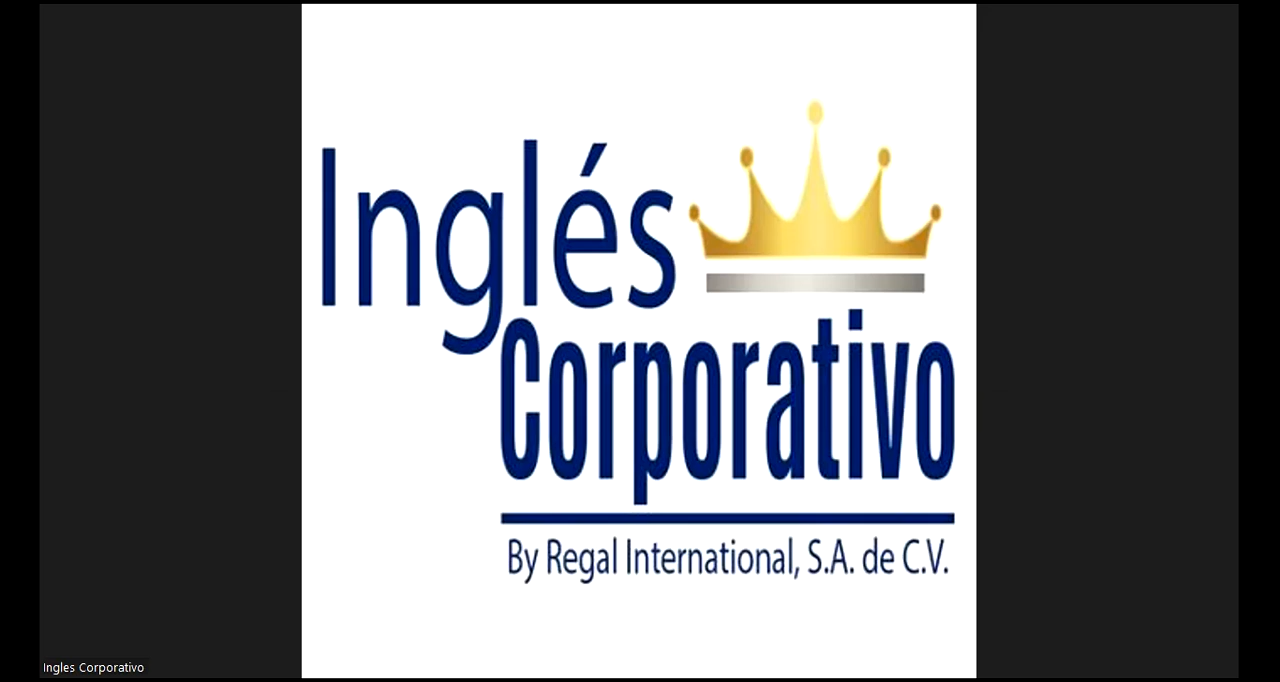 Inglés
Corporativo
By Regal International, S.A. de C.V.
Ingles Corporativo